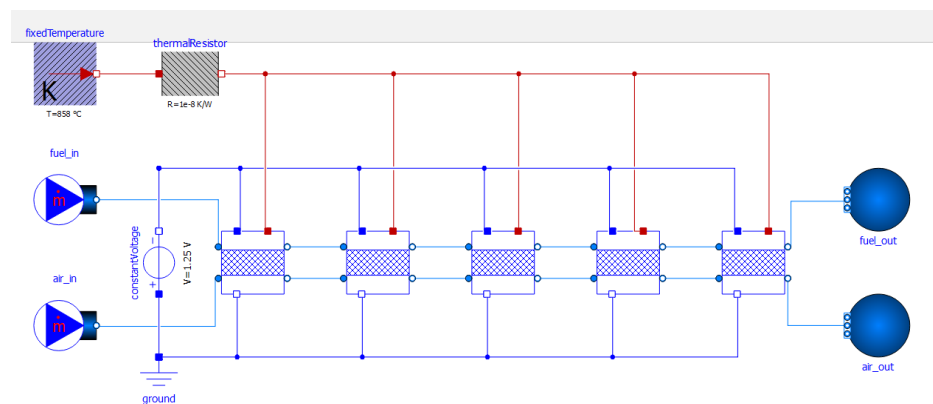 fixedTemperature
thermalResistor
K
T=858 °C
R=1e-8 K/W
fuel_in
ṁ
constantVoltage
−
+
V=1.25 V
fuel_out
air_in
ṁ
air_out
ground